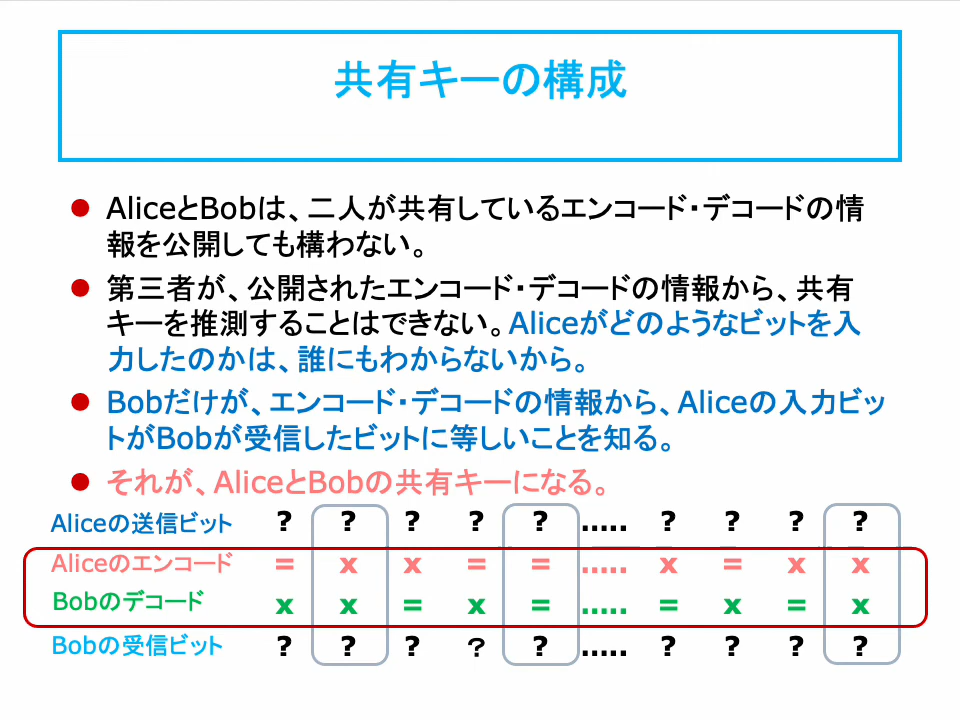 共有キーの構成
● AliceとBobは、二人が共有しているエンコード・デコードの情
報を公開しても構わない。
● 第三者が、公開されたエンコード・デコードの情報から、共有
キーを推測することはできない。Aliceがどのようなビットを入
力したのかは、誰にもわからないから。
● Bobだけが、エンコード・デコードの情報から、Aliceの入力ビッ
トがBobが受信したビットに等しいことを知る。
● それが、AliceとBobの共有キーになる。
Aliceの送信ビット ? ? ? ? ? ..... ? ? ? ?
Aliceのエンコード = x x = = ..... x = x x
Bobのデコード x x = x = ..... = x = x
Bobの受信ビット ? ? ? ? ? ..... ? ? ? ?